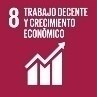 8 TRABAJO DECENTE
Y CRECIMIENTO
ECONÓMICO